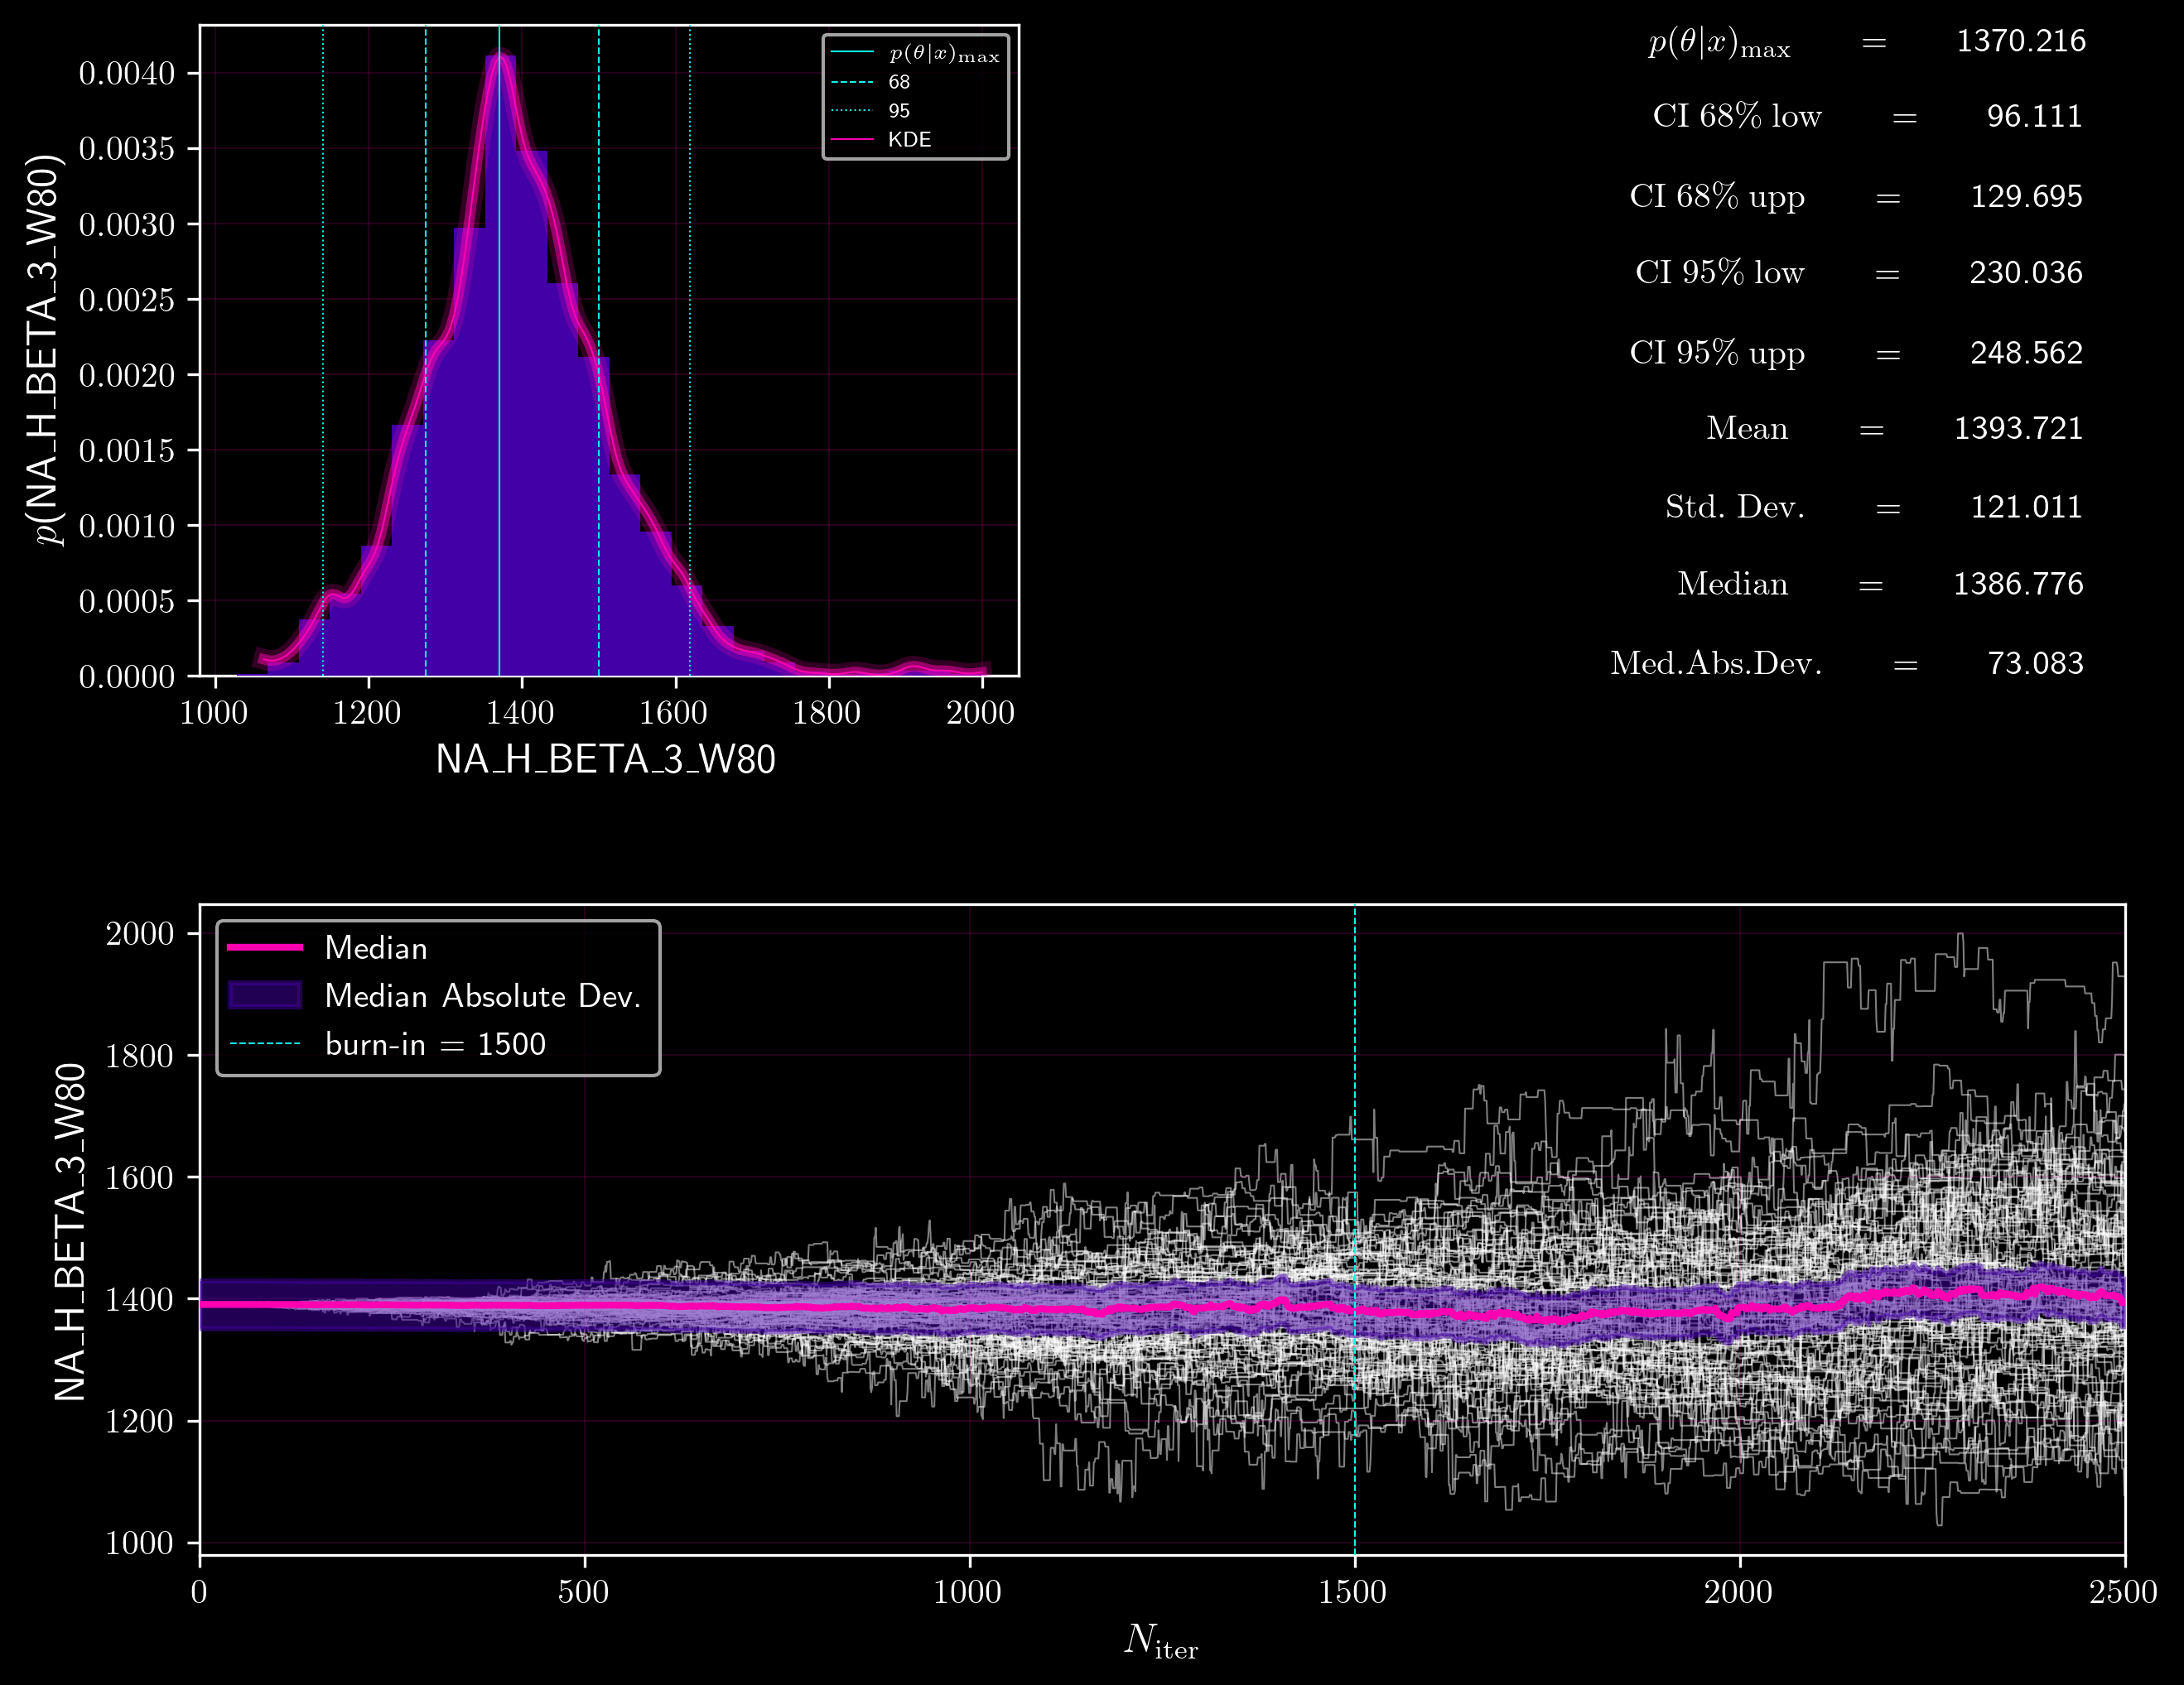 p(NA_H_BETA_3_W80)
0.0040
0.0035
0.0030
0.0025
0.0020
0.0015
0.0010
0.0005
0.0000
1000 1200 1400 1600 1800 2000
NA_H_BETA_3_W80
p(θ|x)max
68
95
KDE
p(θ|x)max = 1370.216
CI 68% low = 96.111
CI 68% upp = 129.695
CI 95% low = 230.036
CI 95% upp = 248.562
Mean = 1393.721
Std. Dev. = 121.011
Median = 1386.776
Med.Abs.Dev. = 73.083
NA_H_BETA_3_W80
2000
1800
1600
1400
1200
1000
Median
Median Absolute Dev.
burn-in = 1500
0 500 1000 1500 2000 2500
Niter